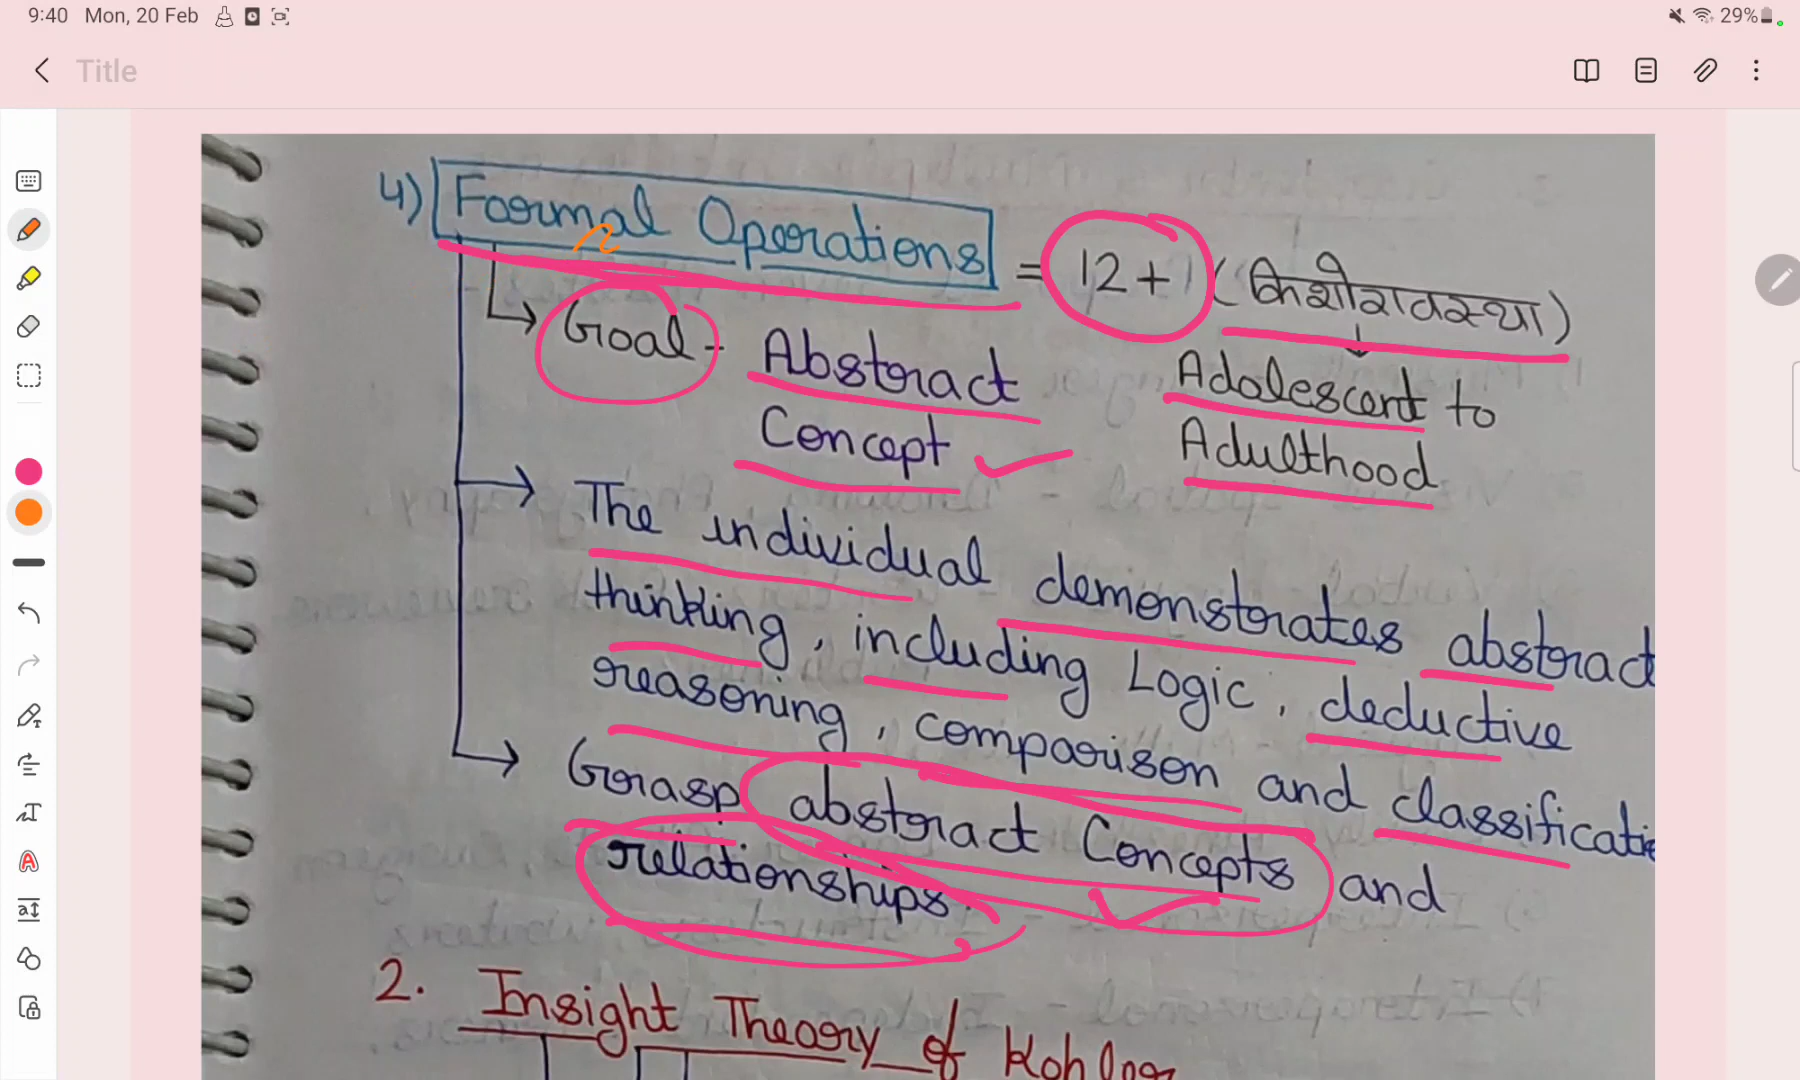 9:40 Mon, 20 Feb
29%
Title
4) Formal Operations = 12+ (किशोरावस्था)
Goal - Abstract Concept
Adolescent to
Adulthood
The individual demonstrates abstract
thinking, including Logic, deductive
reasoning, comparison and classificatio
Grasp abstract Concepts and
relationships.
2. Insight Theory of Kohler